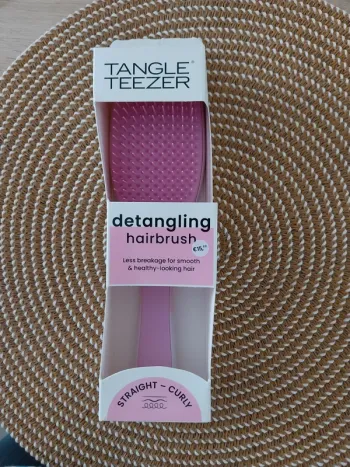 TANGLE
TEEZER®
detangling
hairbrush
Less breakage for smooth
& healthy-looking hair
STRAIGHT – CURLY